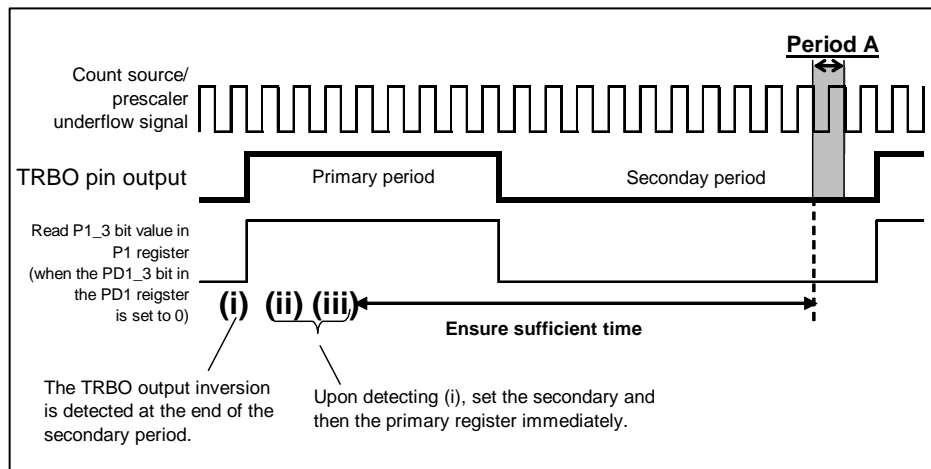 Period A
Count source/
prescaler
underflow signal
TRBO pin output
Primary period
Seconday period
Read P1_3 bit value in
P1 register
(when the PD1_3 bit in
the PD1 reigster
is set to 0)
(i) (ii) (iii)
Ensure sufficient time
The TRBO output inversion
is detected at the end of the
secondary period.
Upon detecting (i), set the secondary and
then the primary register immediately.